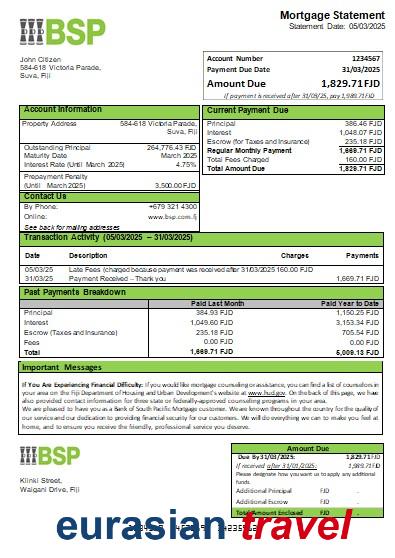 BSP
Mortgage Statement
Statement Date: 05/03/2025
John Citizen
584-618 Victoria Parade,
Suva, Fiji
Account Number 1234567
Payment Due Date 31/03/2025
Amount Due 1,829.71FJD
If payment is received after 31/03/25, pay 1,989.71FJD
Account Information
Property Address 584-618 Victoria Parade,
Suva, Fiji
Outstanding Principal 264,776.43 FJD
Maturity Date March 2025
Interest Rate (Until March 2025) 4.75%
Prepayment Penalty
(Until March 2025) 3,500.00 FJD
Contact Us
By Phone: +679 321 4300
Online: www.bsp.com.fj
See back for mailing addresses
Current Payment Due
Principal 386.46 FJD
Interest 1,048.07 FJD
Escrow (for Taxes and Insurance) 235.18 FJD
Regular Monthly Payment 1,669.71 FJD
Total Fees Charged 160.00 FJD
Total Amount Due 1,829.71 FJD
Transaction Activity (05/03/2025 – 31/03/2025)
Date Description Charges Payments
05/03/25 Late Fees (charged because payment was received after 31/03/2025 160.00 FJD
31/03/25 Payment Received – Thank you 1,669.71 FJD
Past Payments Breakdown
Paid Last Month Paid Year to Date
Principal 384.93 FJD 1,150.25 FJD
Interest 1,049.60 FJD 3,153.34 FJD
Escrow (Taxes and Insurance) 235.18 FJD 705.54 FJD
Fees 0.00 FJD 0.00 FJD
Total 1,669.71 FJD 5,009.13 FJD
Important Messages
If You Are Experiencing Financial Difficulty: If you would like mortgage counseling or assistance, you can find a list of counselors in
your area on the Fiji Department of Housing and Urban Development's website at www.hud.gov. On the back of this page, we have
also provided contact information for three state or federally-approved counseling programs in your area.
We are pleased to have you as a Bank of South Pacific Mortgage customer. We are known throughout the country for the quality of
our service and our dedication to providing financial security for our customers. We will do everything we can to make you feel at
home, and to ensure you receive the friendly, professional service you deserve.
BSP
Klinki Street,
Waigani Drive, Fiji
Amount Due
Due By 31/03/2025: 1,829.71FJD
If received after 31/01/2025: 1,989.71FJD
Please designate how you want us to apply any additional
funds.
Additional Principal FJD .
Additional Escrow FJD .
Total Amount Enclosed FJD .
eurasian travel